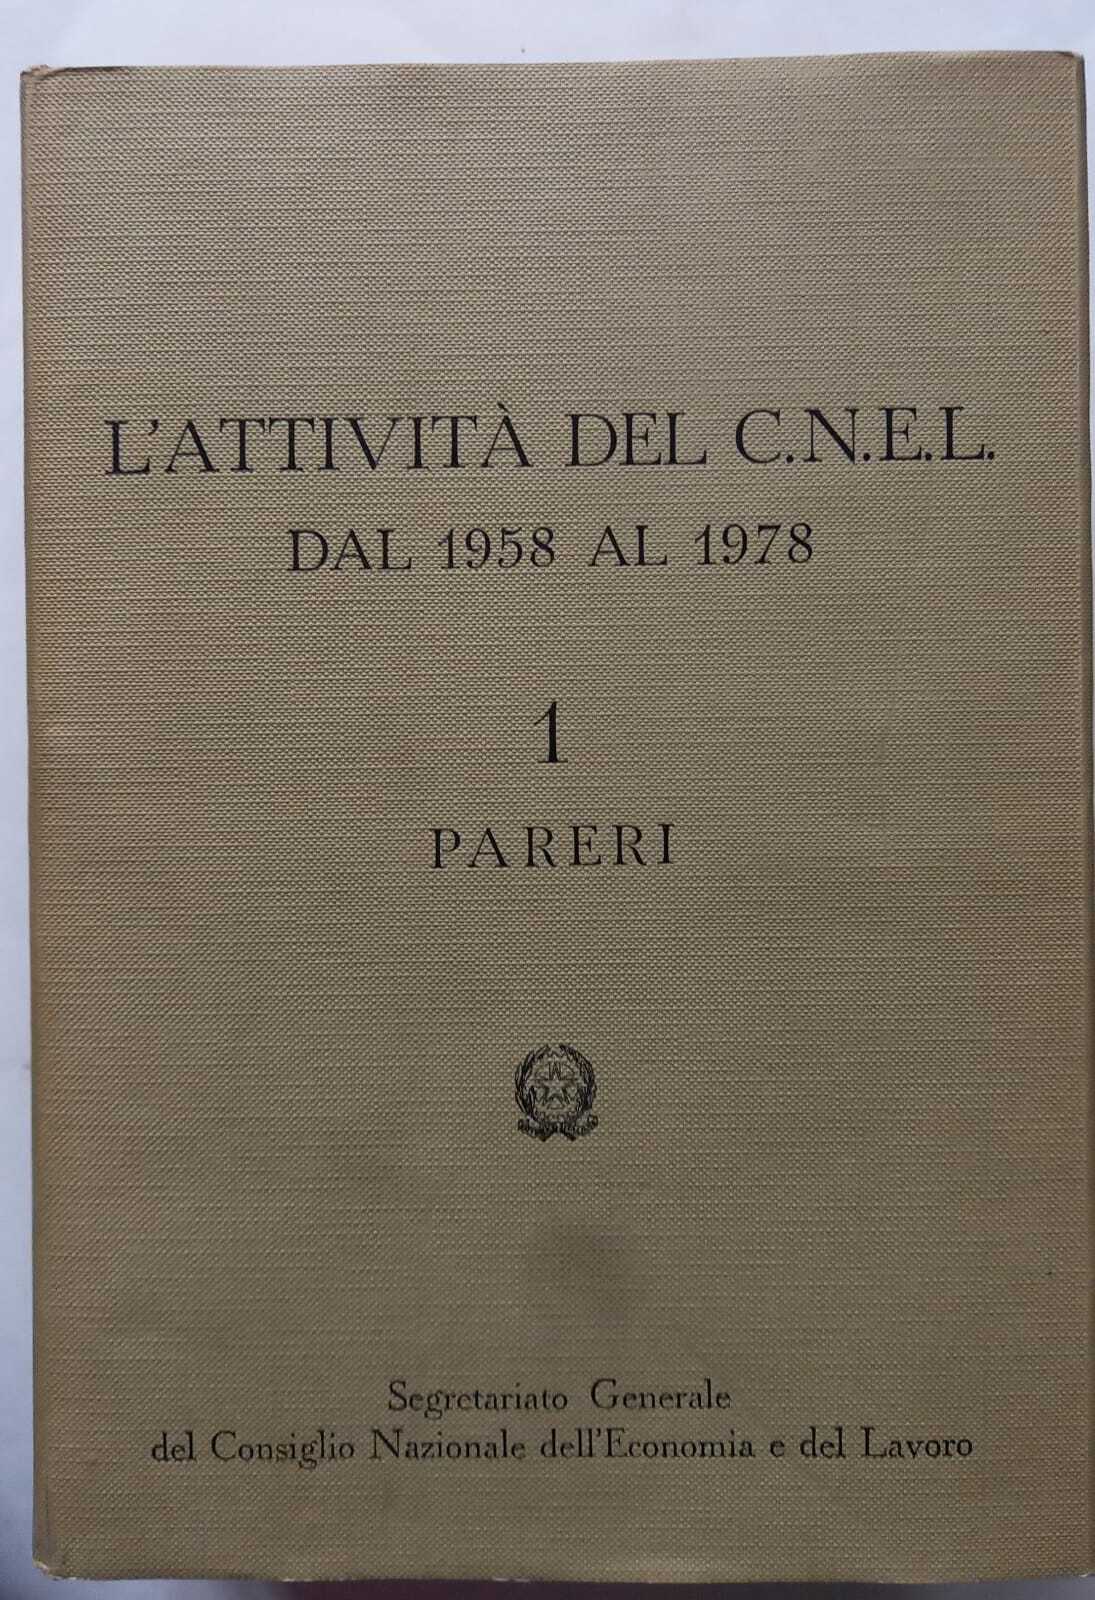 L'ATTIVITÀ DEL C.N.E.L.
DAL 1958 AL 1978
1
PARERI
Segretariato Generale
del Consiglio Nazionale dell'Economia e del Lavoro